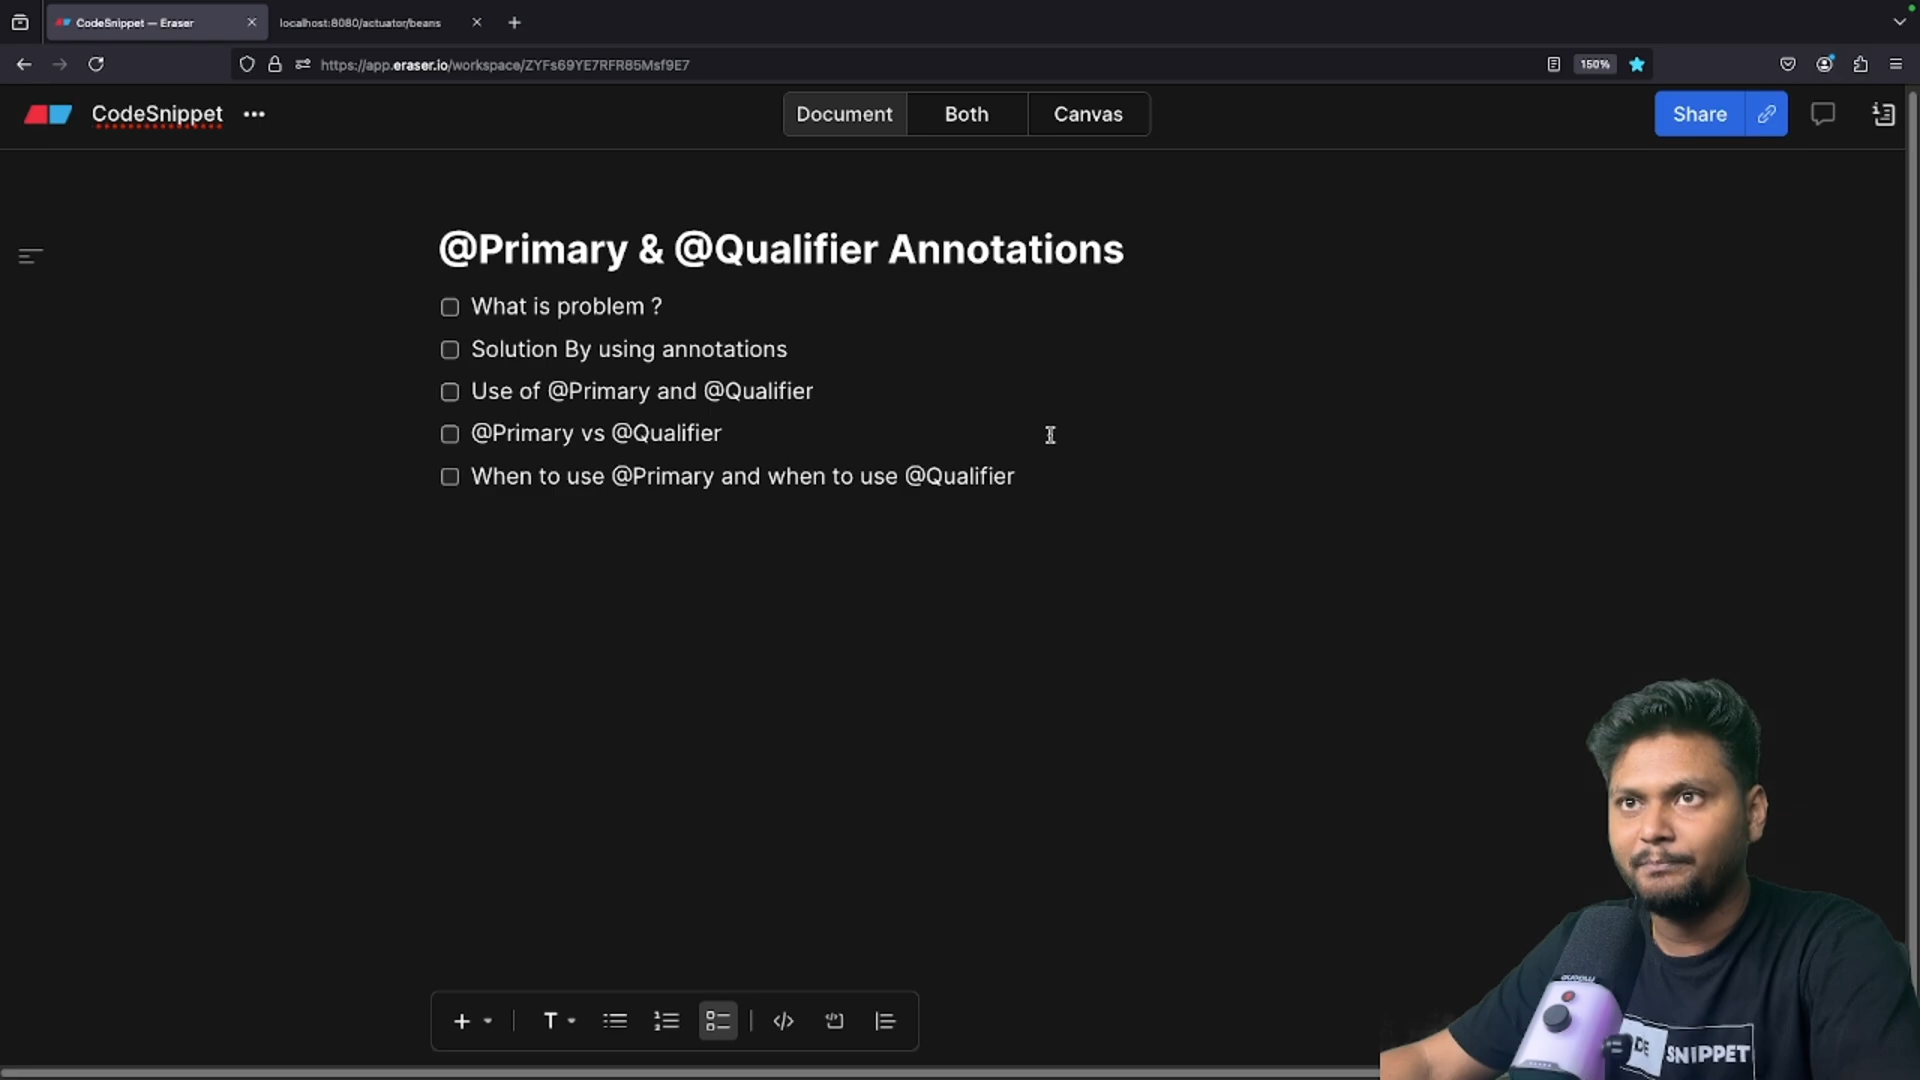 CodeSnippet — Eraser
localhost:8080/actuator/beans
https://app.eraser.io/workspace/ZYFs69YE7RFR85Msf9E7
150%
CodeSnippet
Document
Both
Canvas
Share
@Primary & @Qualifier Annotations
What is problem ?
Solution By using annotations
Use of @Primary and @Qualifier
@Primary vs @Qualifier
When to use @Primary and when to use @Qualifier
T
DE
SNIPPET